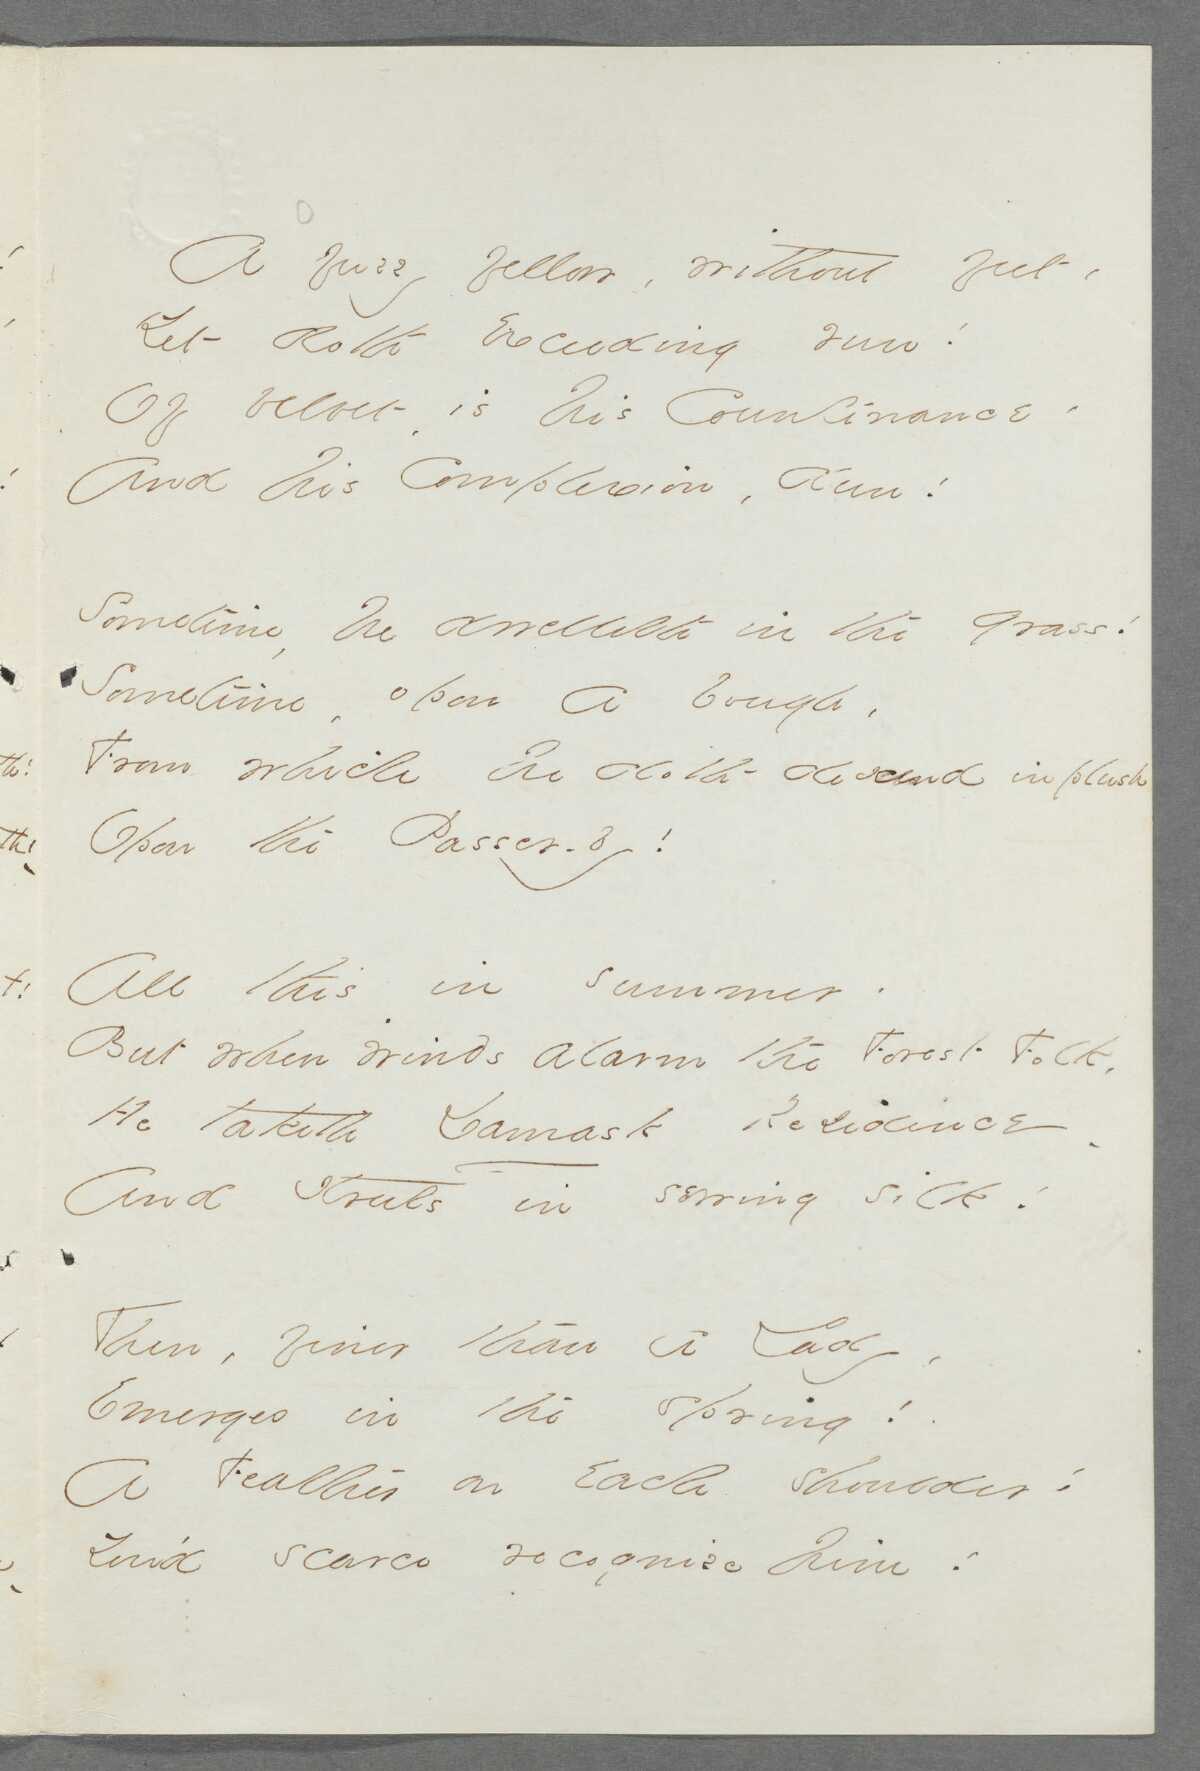 A fuzzy fellow, without feet,
Yet doth exceeding run!
Of velvet, is his Countenance,
And his Complexion, dun!
Sometime, he dwelleth in the grass!
Sometime, upon a bough,
From which he doth descend in plush
Upon the Passer-by!
All this in summer.
But when winds alarm the Forest Folk,
He taketh Damask Residence -
And struts in sewing silk!
Then, finer than a Lady,
Emerges in the spring!
A Feather on each shoulder!
You'd scarce recognize him!
th!
th!
t!